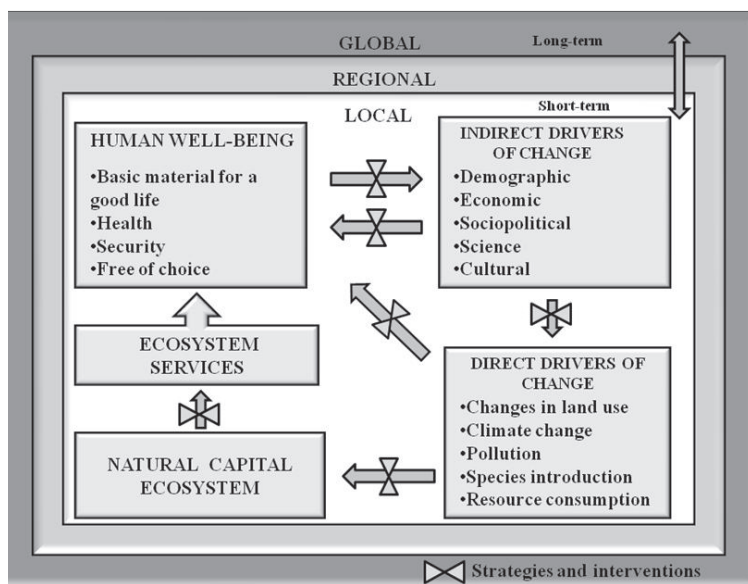 GLOBAL
Long-term
REGIONAL
LOCAL
Short-term
HUMAN WELL-BEING
•Basic material for a
good life
•Health
•Security
•Free of choice
INDIRECT DRIVERS
OF CHANGE
•Demographic
•Economic
•Sociopolitical
•Science
•Cultural
ECOSYSTEM
SERVICES
NATURAL CAPITAL
ECOSYSTEM
DIRECT DRIVERS OF
CHANGE
•Changes in land use
•Climate change
•Pollution
•Species introduction
•Resource consumption
Strategies and interventions